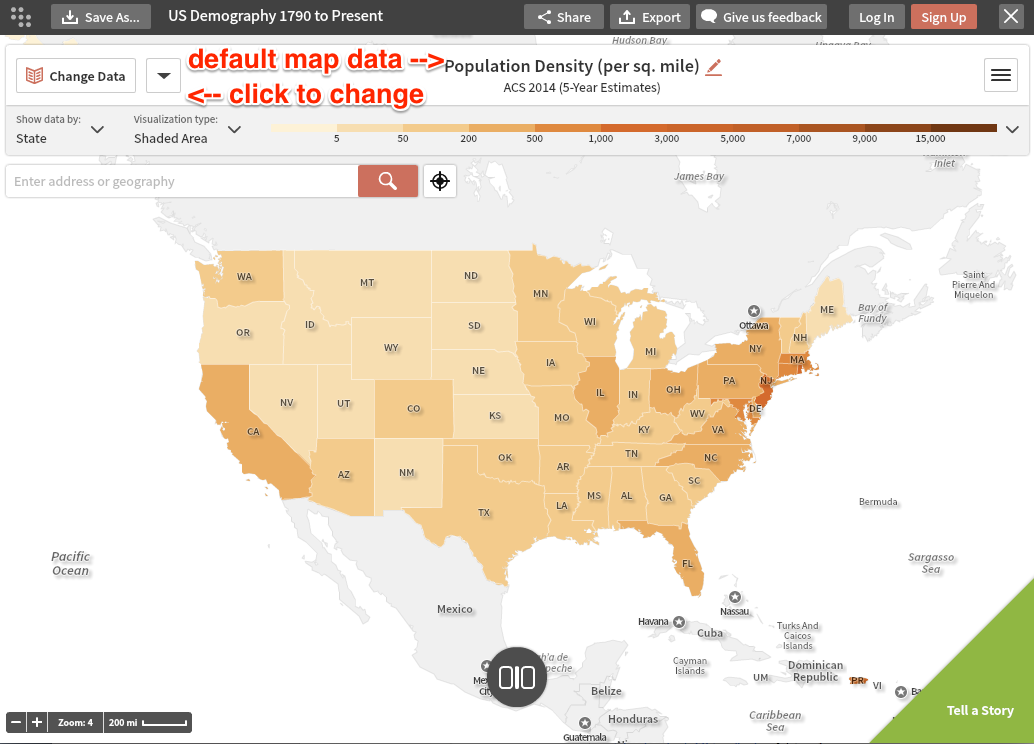 Save As...
US Demography 1790 to Present
Share
Export
Give us feedback
Log In
Sign Up
Hudson Bay
Change Data
default map data -->
<-- click to change
Population Density (per sq. mile)
ACS 2014 (5-Year Estimates)
Show data by:
State
Visualization type:
Shaded Area
5
50
200
500
1,000
3,000
5,000
7,000
9,000
15,000
Enter address or geography
Inlet
James Bay
Saint
Pierre And
Miquelon
Bay of
Fundy
Ottawa
WA
MT
ND
MN
ME
OR
ID
SD
WI
NH
WY
MI
NY
MA
IA
NE
PA
NJ
NV
UT
CO
IL
IN
OH
DE
KS
MO
WV
VA
CA
KY
AZ
NM
OK
AR
TN
NC
SC
MS
AL
GA
LA
TX
FL
Bermuda
Pacific
Ocean
Sargasso
Sea
Mexico
Nassau
Havana
Cuba
Turks And
Caicos
Islands
Cayman
Islands
Dominican
Republic
UM
PR
VI
Belize
Honduras
Guatemala
Caribbean
Sea
Zoom: 4
200 mi
Tell a Story